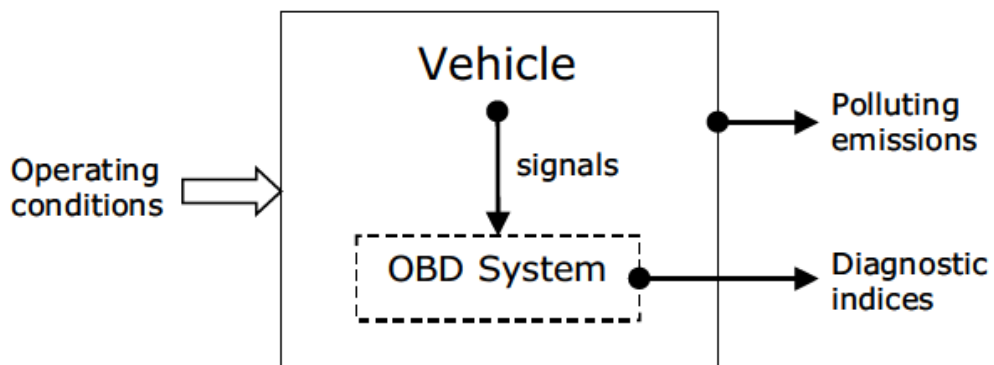 Vehicle
Operating
conditions
signals
OBD System
Polluting
emissions
Diagnostic
indices